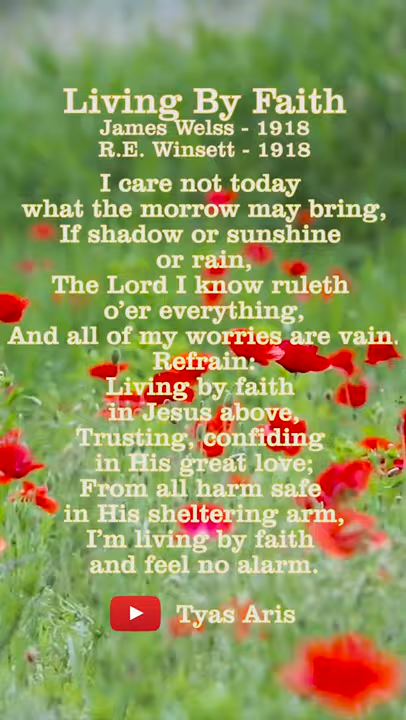 Living By Faith
James Welss - 1918
R.E. Winsett - 1918
I care not today
what the morrow may bring,
If shadow or sunshine
or rain,
The Lord I know ruleth
o'er everything,
And all of my worries are vain.
Refrain:
Living by faith
in Jesus above,
Trusting, confiding
in His great love;
From all harm safe
in His sheltering arm,
I'm living by faith
and feel no alarm.
Tyas Aris